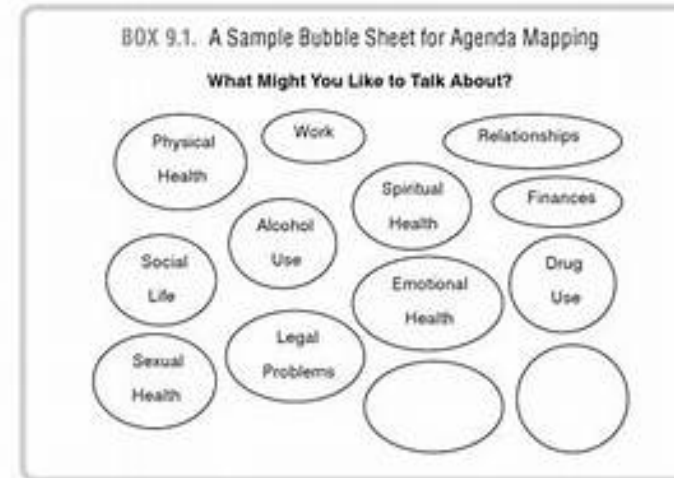 BOX 9.1. A Sample Bubble Sheet for Agenda Mapping
What Might You Like to Talk About?
Physical
Health
Work
Relationships
Spiritual
Health
Finances
Alcohol
Use
Social
Life
Emotional
Health
Drug
Use
Legal
Problems
Sexual
Health